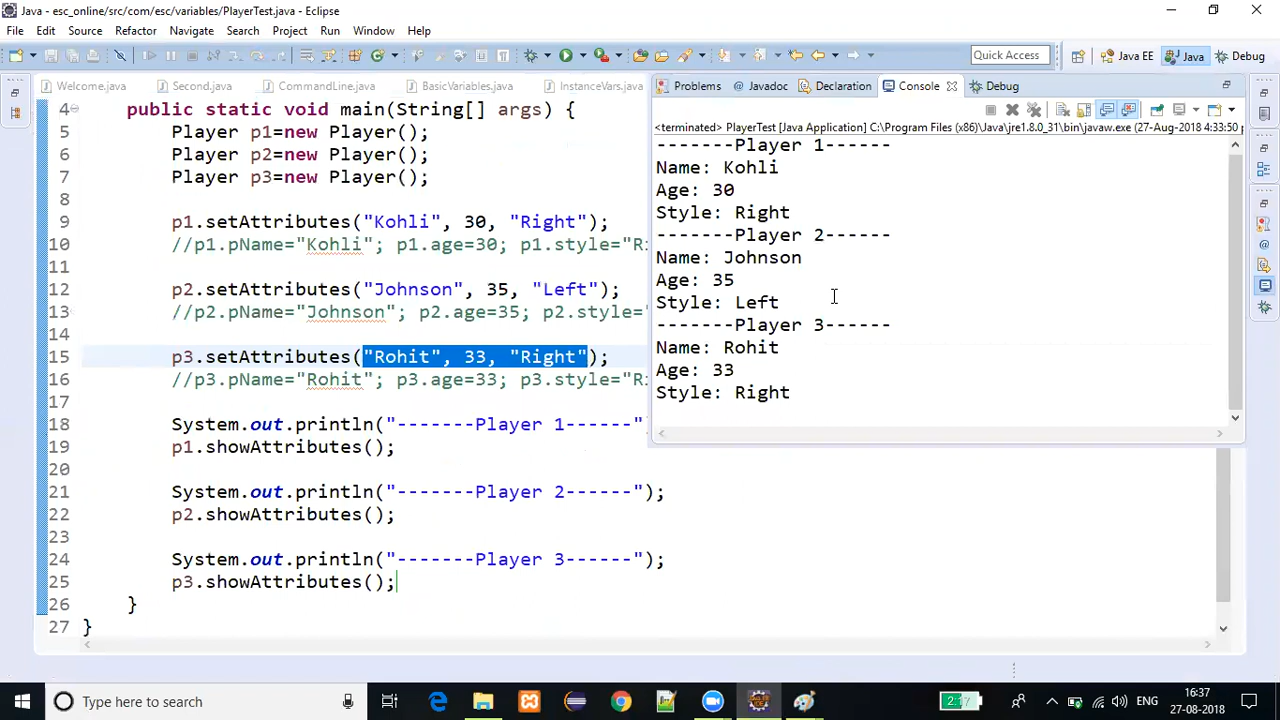 Java - esc_online/src/com/esc/variables/PlayerTest.java - Eclipse
File Edit Source Refactor Navigate Search Project Run Window Help
Quick Access Java EE Java Debug
Welcome.java Second.java CommandLine.java BasicVariables.java InstanceVars.java
4 public static void main(String[] args) {
5 Player p1=new Player();
6 Player p2=new Player();
7 Player p3=new Player();
8
9 p1.setAttributes("Kohli", 30, "Right");
10 //p1.pName="Kohli"; p1.age=30; p1.style="Ri
11
12 p2.setAttributes("Johnson", 35, "Left");
13 //p2.pName="Johnson"; p2.age=35; p2.style="
14
15 p3.setAttributes("Rohit", 33, "Right");
16 //p3.pName="Rohit"; p3.age=33; p3.style="Ri
17
18 System.out.println("-------Player 1------"
19 p1.showAttributes();
20
21 System.out.println("-------Player 2------");
22 p2.showAttributes();
23
24 System.out.println("-------Player 3------");
25 p3.showAttributes();
26 }
27 }
Problems @ Javadoc Declaration Console Debug
<terminated> PlayerTest [Java Application] C:\Program Files (x86)\Java\jre1.8.0_31\bin\javaw.exe (27-Aug-2018 4:33:50 p
-------Player 1------
Name: Kohli
Age: 30
Style: Right
-------Player 2------
Name: Johnson
Age: 35
Style: Left
-------Player 3------
Name: Rohit
Age: 33
Style: Right
Type here to search
2:17
ENG
16:37
27-08-2018